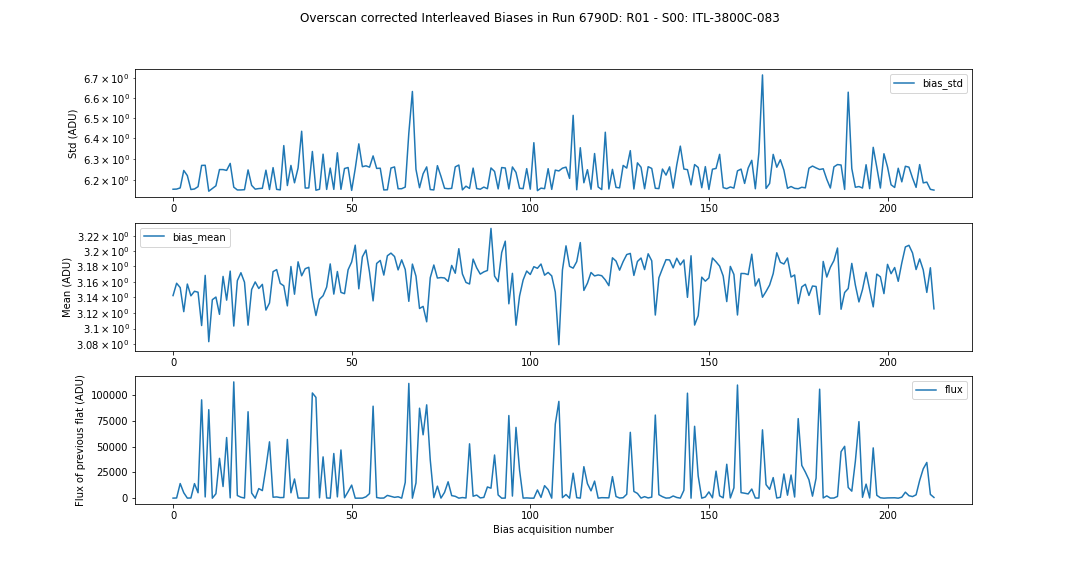 Overscan corrected Interleaved Biases in Run 6790D: R01 - S00: ITL-3800C-083
6.7 × 10⁰
6.6 × 10⁰
6.5 × 10⁰
6.4 × 10⁰
6.3 × 10⁰
6.2 × 10⁰
Std (ADU)
bias_std
0 50 100 150 200
3.22 × 10⁰
3.2 × 10⁰
3.18 × 10⁰
3.16 × 10⁰
3.14 × 10⁰
3.12 × 10⁰
3.1 × 10⁰
3.08 × 10⁰
Mean (ADU)
bias_mean
0 50 100 150 200
100000
75000
50000
25000
0
Flux of previous flat (ADU)
flux
0 50 100 150 200
Bias acquisition number